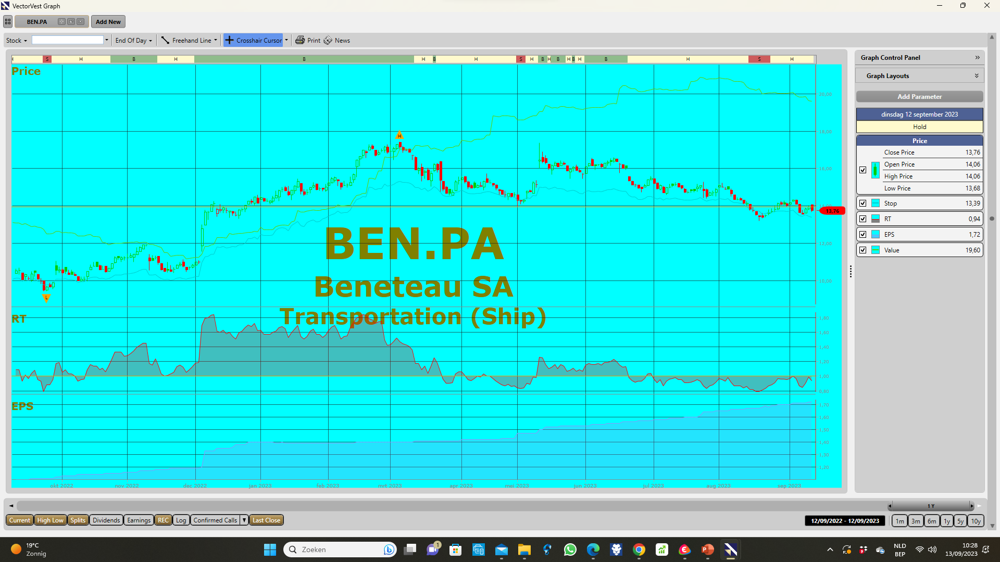 VectorVest Graph
BEN.PA
Add New
Stock
End Of Day
Freehand Line
Crosshair Cursor
Print
News
H S H B H B H B H S H B H B H B H B H S H
Price
20,00
18,00
16,00
14,00
13,76
12,00
10,00
H
L
BEN.PA
Beneteau SA
Transportation (Ship)
RT
1,80
1,60
1,40
1,20
1,00
0,80
EPS
1,70
1,60
1,50
1,40
1,30
1,20
okt 2022 nov 2022 dec 2022 jan 2023 feb 2023 mrt 2023 apr 2023 mei 2023 jun 2023 jul 2023 aug 2023 sep 2023
Graph Control Panel
Graph Layouts
Add Parameter
dinsdag 12 september 2023
Hold
Price
Close Price 13,76
Open Price 14,06
High Price 14,06
Low Price 13,68
Stop 13,39
RT 0,94
EPS 1,72
Value 19,60
1 Y
Current High Low Splits Dividends Earnings REC Log Confirmed Calls Last Close
12/09/2022 - 12/09/2023
1m 3m 6m 1y 5y 10y
19°C
Zonnig
Zoeken
1
NLD
BEP
10:28
13/09/2023